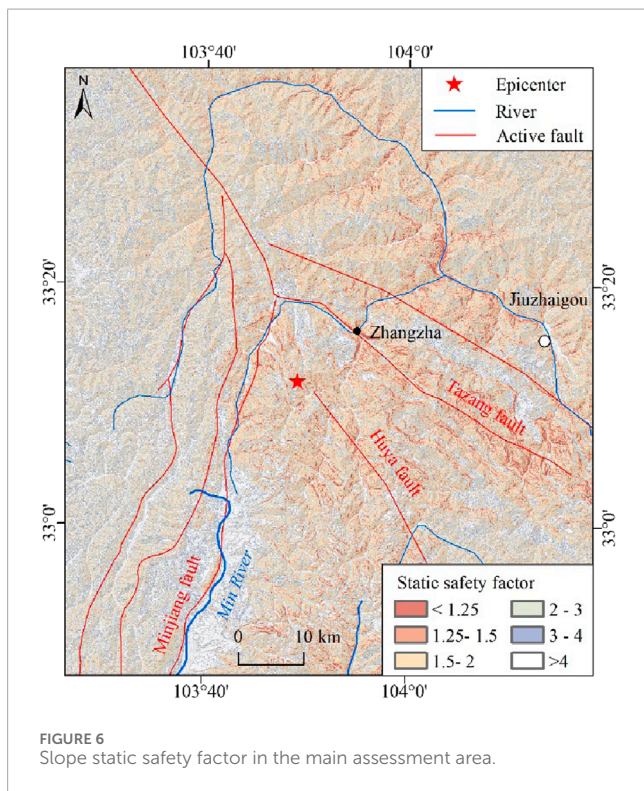 103°40'
104°0'
N
Epicenter
River
Active fault
33°20'
33°20'
Jiuzhaigou
Zhangzha
Tazang fault
Huya fault
33°0'
33°0'
Minjiang fault
Min River
0 10 km
Static safety factor
< 1.25
2 - 3
1.25- 1.5
3 - 4
1.5- 2
>4
103°40'
104°0'
FIGURE 6
Slope static safety factor in the main assessment area.